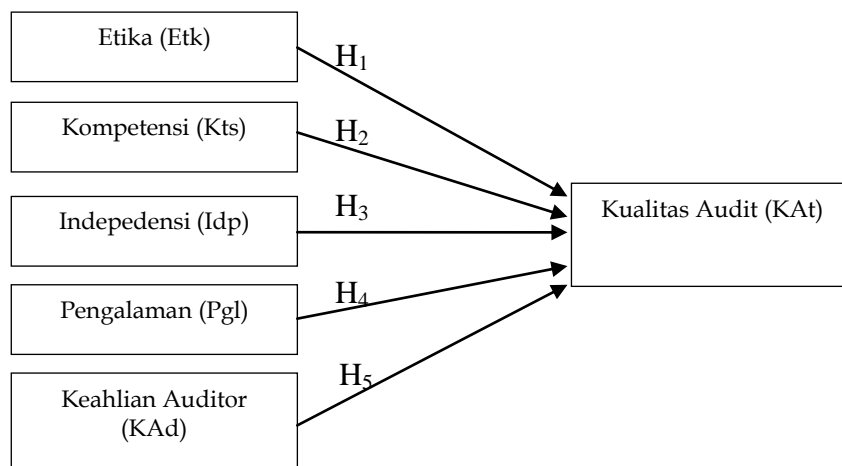 Etika (Etk)
H₁
Kompetensi (Kts)
H₂
Indepedensi (Idp)
H₃
Kualitas Audit (KAt)
Pengalaman (Pgl)
H₄
Keahlian Auditor
(KAd)
H₅